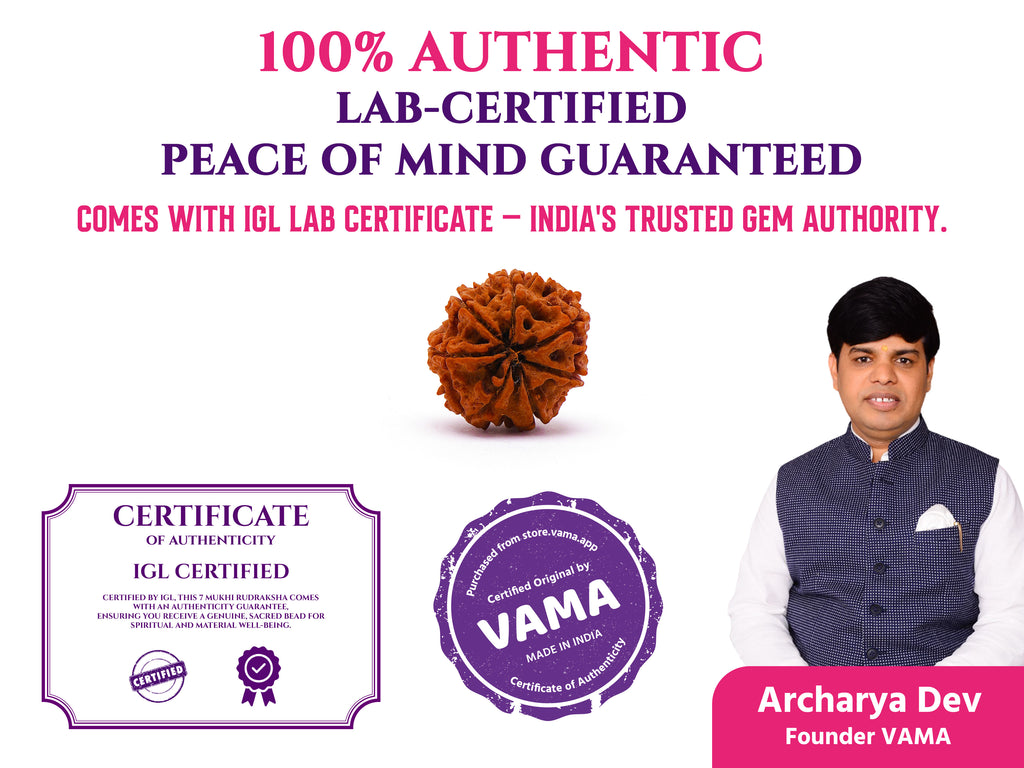 100% AUTHENTIC
LAB-CERTIFIED
PEACE OF MIND GUARANTEED
COMES WITH IGL LAB CERTIFICATE – INDIA'S TRUSTED GEM AUTHORITY.
CERTIFICATE
OF AUTHENTICITY
IGL CERTIFIED
CERTIFIED BY IGL, THIS 7 MUKHI RUDRAKSHA COMES
WITH AN AUTHENTICITY GUARANTEE,
ENSURING YOU RECEIVE A GENUINE, SACRED BEAD FOR
SPIRITUAL AND MATERIAL WELL-BEING.
CERTIFIED
Purchased from store.vama.app
Certified Original by
VAMA
MADE IN INDIA
Certificate of Authenticity
Archarya Dev
Founder VAMA